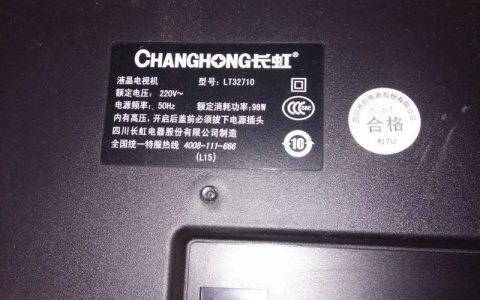 CHANGHONG长虹®
液晶电视机 型号: LT32710
额定电压: 220V~
电源频率: 50Hz 额定消耗功率:98W
内有高压,开启后盖前必须拔下电源插头
四川长虹电器股份有限公司制造
全国统一特服热线 4008-111-666
(L15)
10
合格